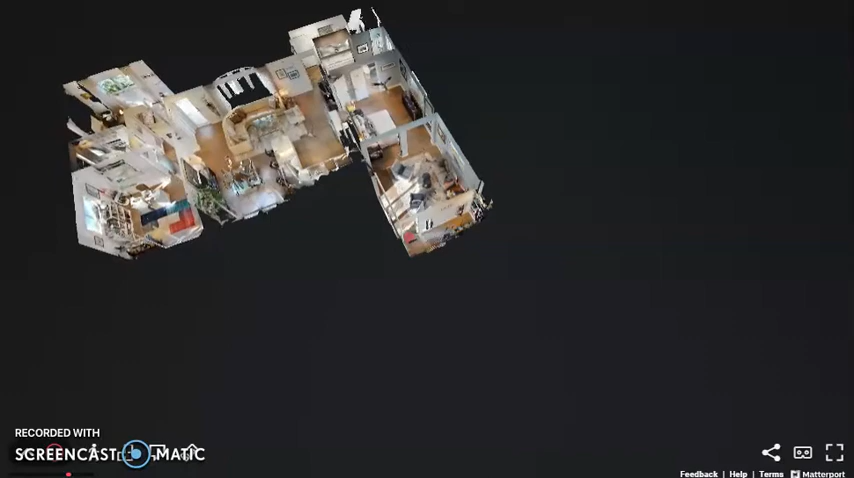 RECORDED WITH
SCREENCAST MATIC
Feedback | Help | Terms Matterport